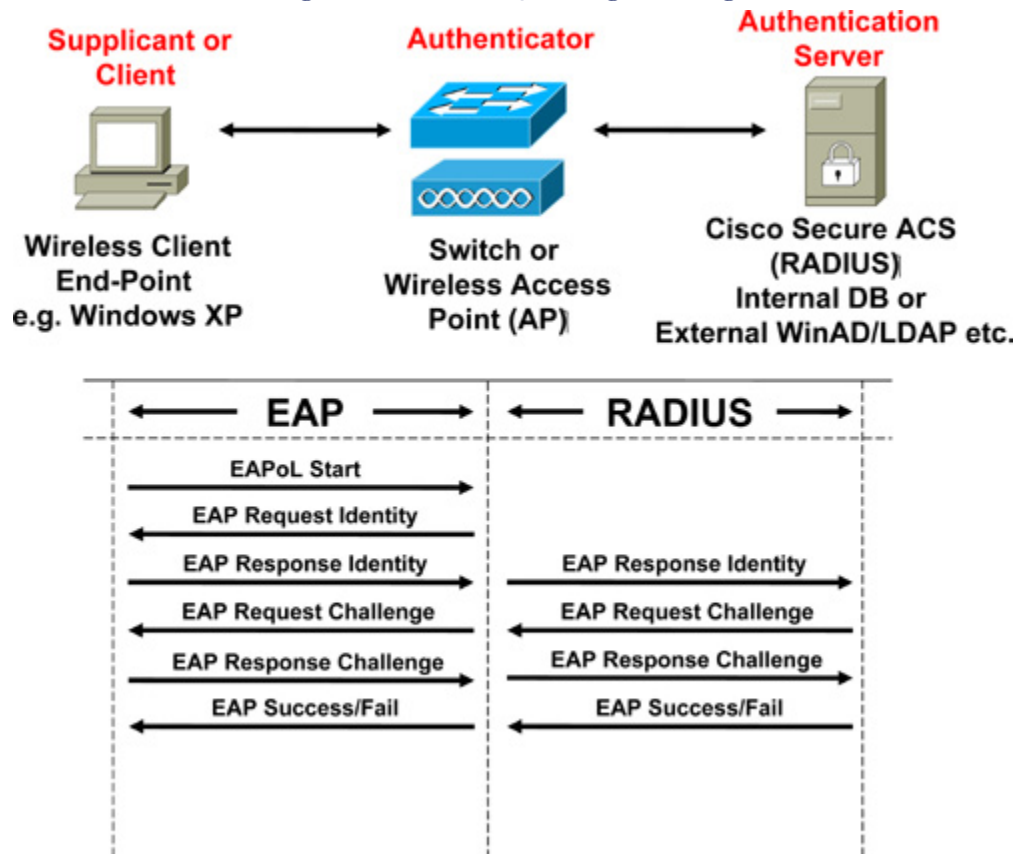 Supplicant or
Client
Authenticator
Authentication
Server
Wireless Client
End-Point
e.g. Windows XP
Switch or
Wireless Access
Point (AP)
Cisco Secure ACS
(RADIUS)
Internal DB or
External WinAD/LDAP etc.
EAP
RADIUS
EAPoL Start
EAP Request Identity
EAP Response Identity
EAP Response Identity
EAP Request Challenge
EAP Request Challenge
EAP Response Challenge
EAP Response Challenge
EAP Success/Fail
EAP Success/Fail